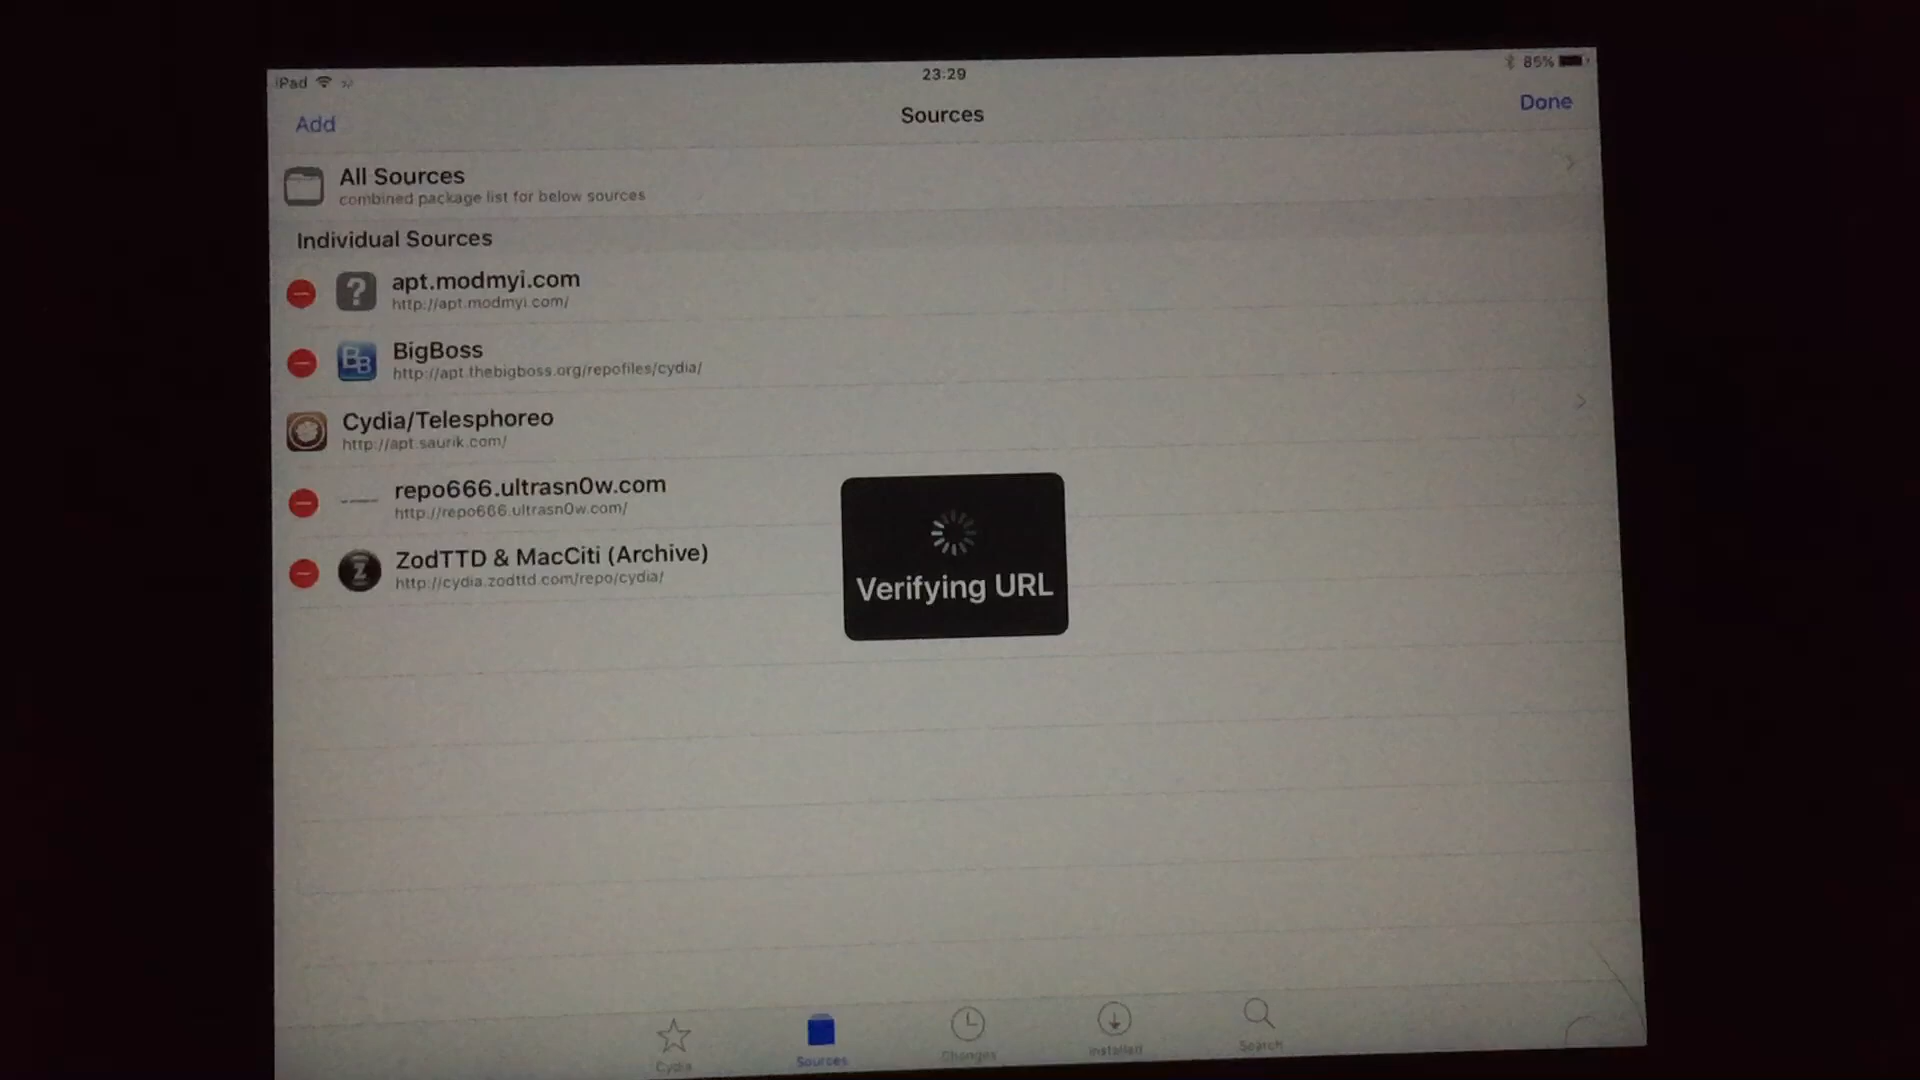 iPad
23:29
85%
Add
Sources
Done
All Sources
combined package list for below sources
Individual Sources
?
apt.modmyi.com
http://apt.modmyi.com/
BB
BigBoss
http://apt.thebigboss.org/repofiles/cydia/
Cydia/Telesphoreo
http://apt.saurik.com/
repo666.ultrasn0w.com
http://repo666.ultrasn0w.com/
Z
ZodTTD & MacCiti (Archive)
http://cydia.zodttd.com/repo/cydia/
Verifying URL
Cydia
Sources
Changes
Installed
Search